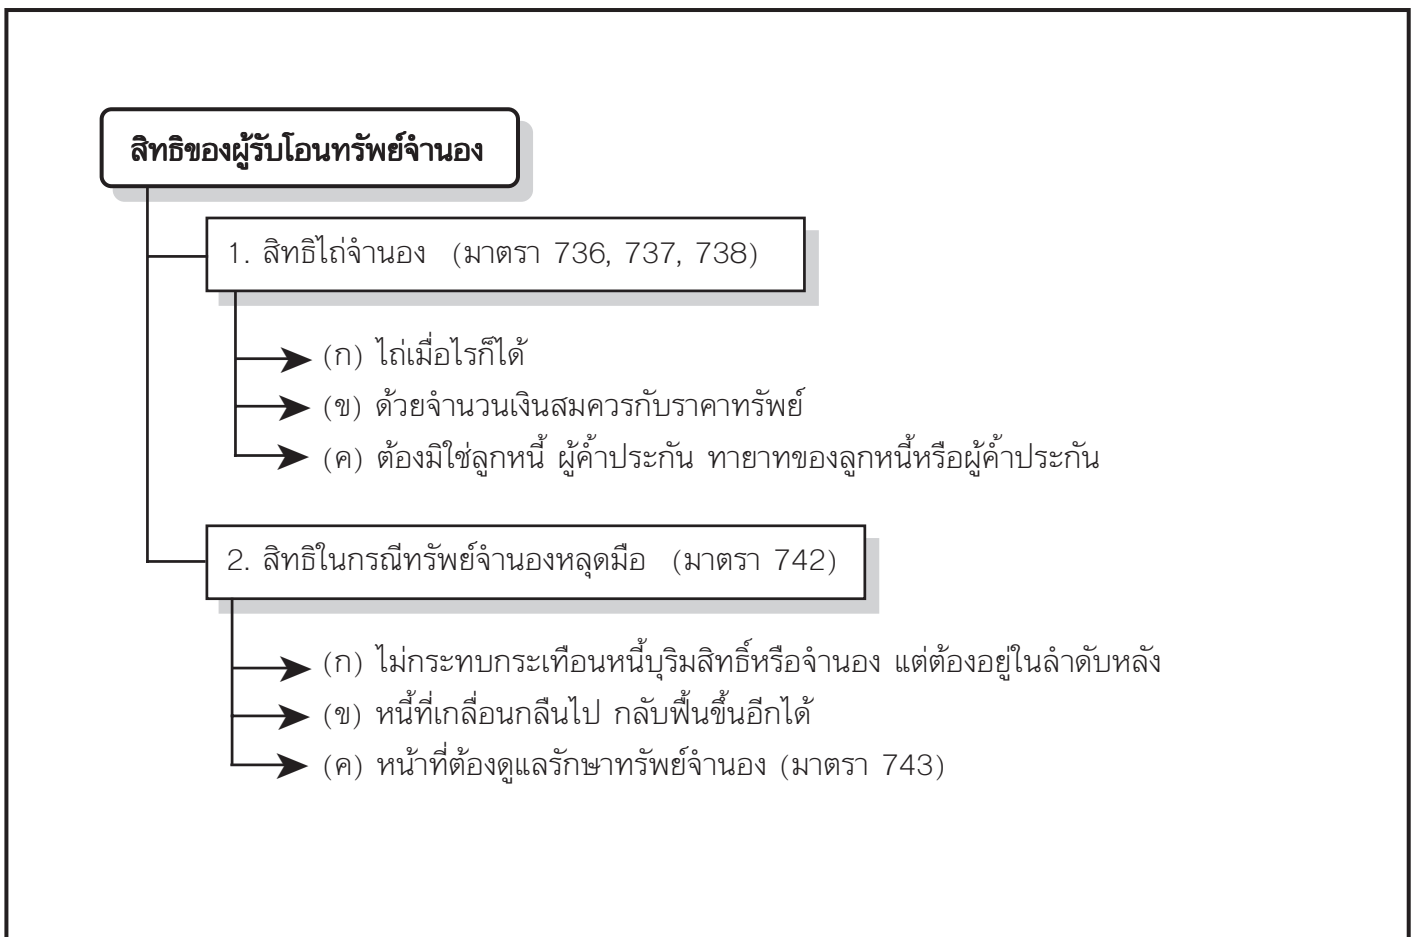 สิทธิของผู้รับโอนทรัพย์จำนอง
1. สิทธิไถ่จำนอง (มาตรา 736, 737, 738)
(ก) ไถ่เมื่อไรก็ได้
(ข) ด้วยจำนวนเงินสมควรกับราคาทรัพย์
(ค) ต้องมิใช่ลูกหนี้ ผู้ค้ำประกัน ทายาทของลูกหนี้หรือผู้ค้ำประกัน
2. สิทธิในกรณีทรัพย์จำนองหลุดมือ (มาตรา 742)
(ก) ไม่กระทบกระเทือนหนี้บุริมสิทธิ์หรือจำนอง แต่ต้องอยู่ในลำดับหลัง
(ข) หนี้ที่เกลื่อนกลืนไป กลับฟื้นขึ้นอีกได้
(ค) หน้าที่ต้องดูแลรักษาทรัพย์จำนอง (มาตรา 743)